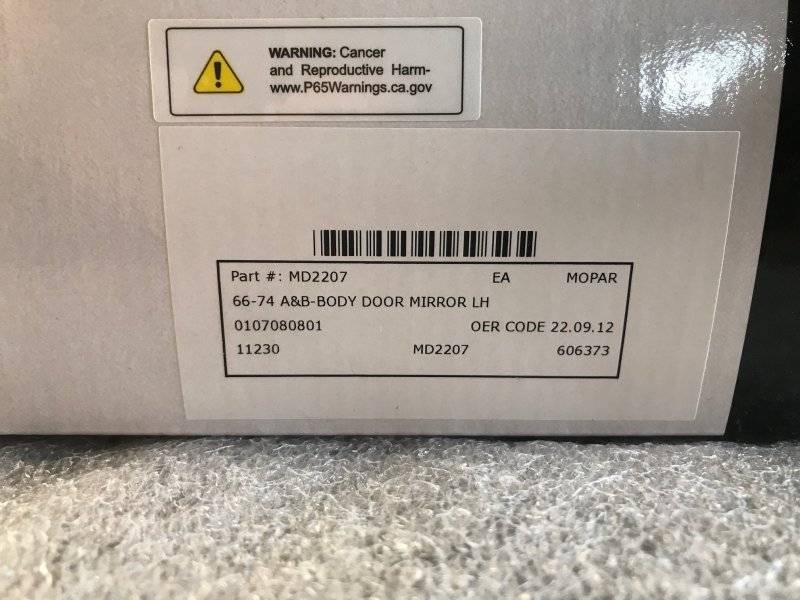 WARNING: Cancer
and Reproductive Harm-
www.P65Warnings.ca.gov
Part #: MD2207 EA MOPAR
66-74 A&B-BODY DOOR MIRROR LH
0107080801 OER CODE 22.09.12
11230 MD2207 606373